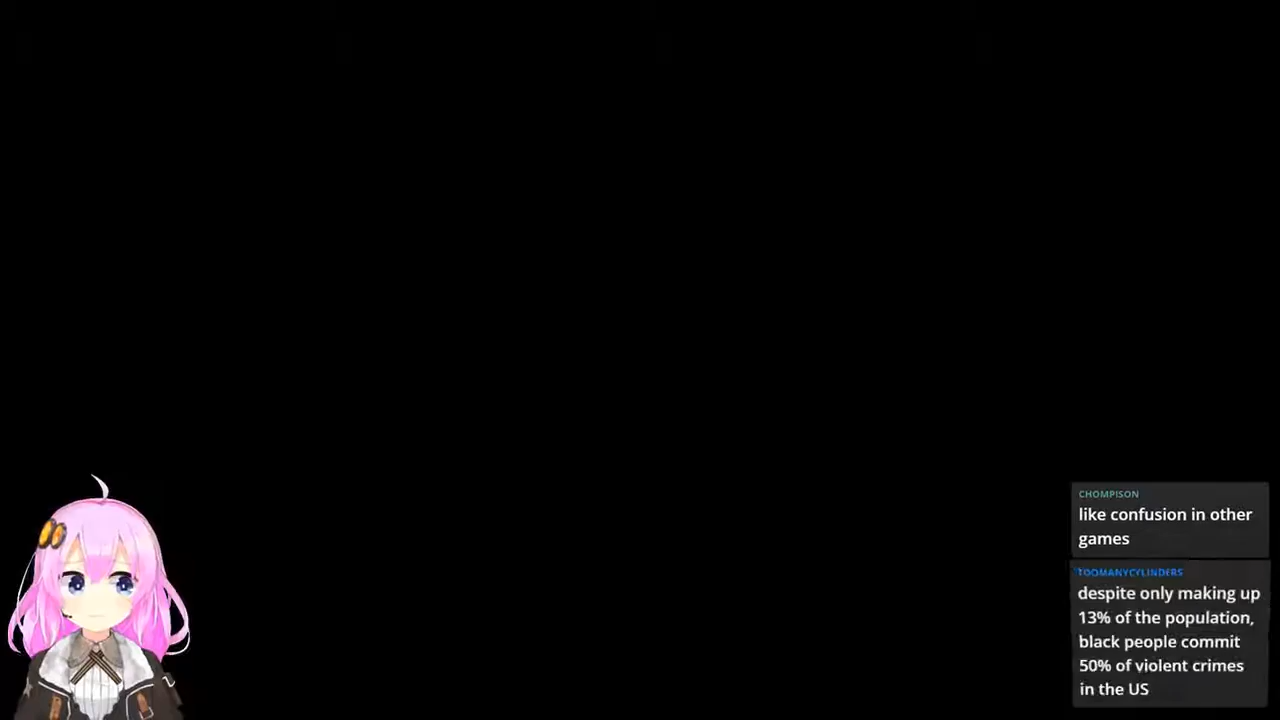 CHOMPISON
like confusion in other
games
TOOMANYCYLINDERS
despite only making up
13% of the population,
black people commit
50% of violent crimes
in the US